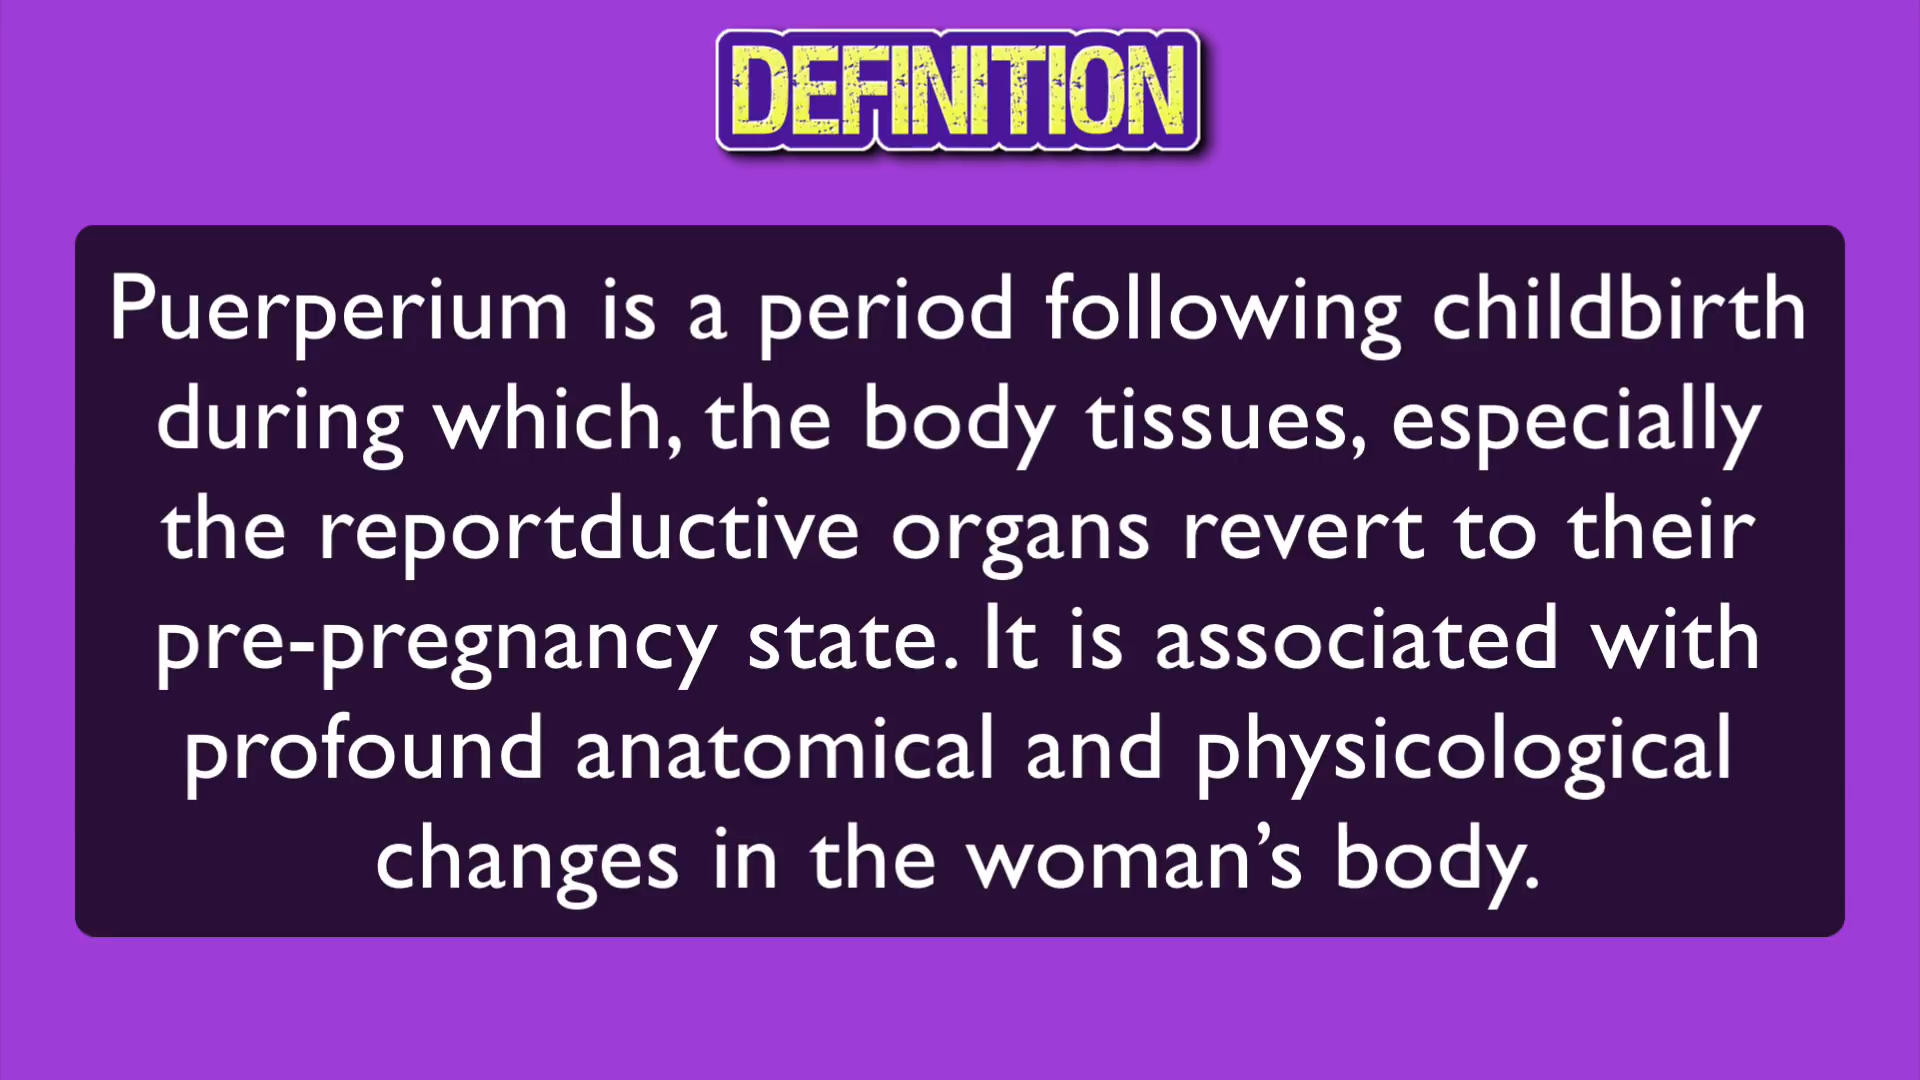 DEFINITION
Puerperium is a period following childbirth
during which, the body tissues, especially
the reportductive organs revert to their
pre-pregnancy state. It is associated with
profound anatomical and physicological
changes in the woman’s body.